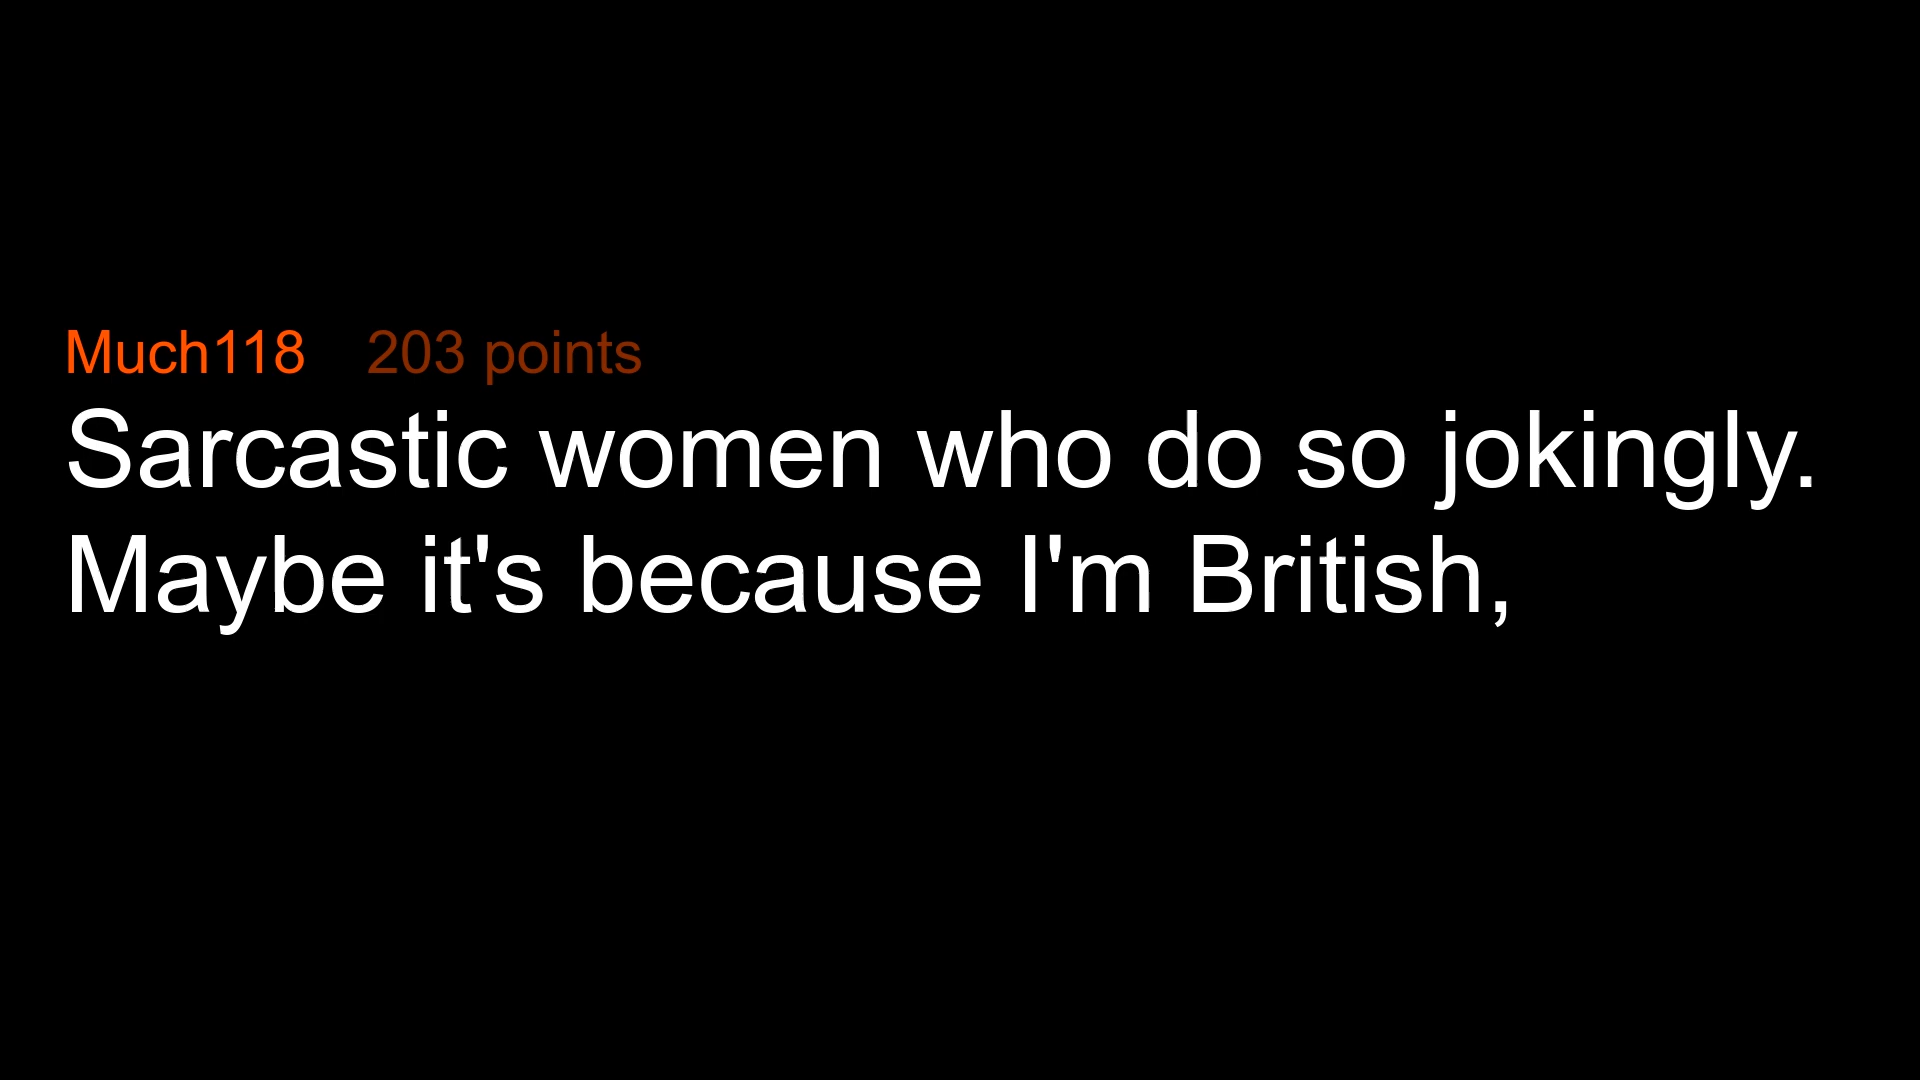 Much118 203 points
Sarcastic women who do so jokingly.
Maybe it's because I'm British,